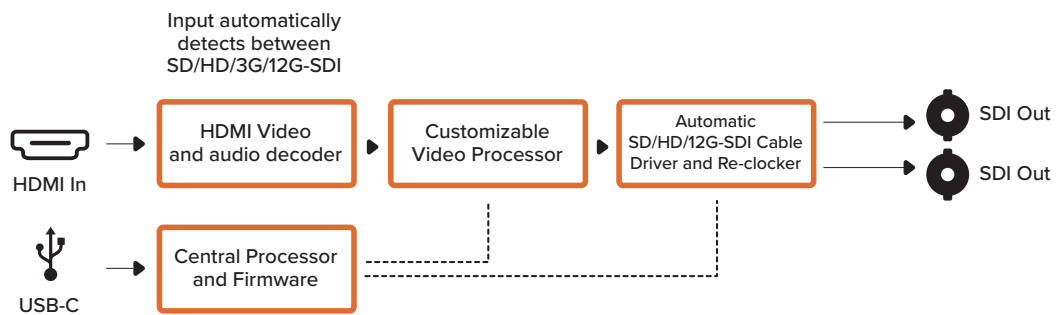 Input automatically
detects between
SD/HD/3G/12G-SDI
HDMI In
HDMI Video
and audio decoder
Customizable
Video Processor
Automatic
SD/HD/12G-SDI Cable
Driver and Re-clocker
SDI Out
SDI Out
USB-C
Central Processor
and Firmware